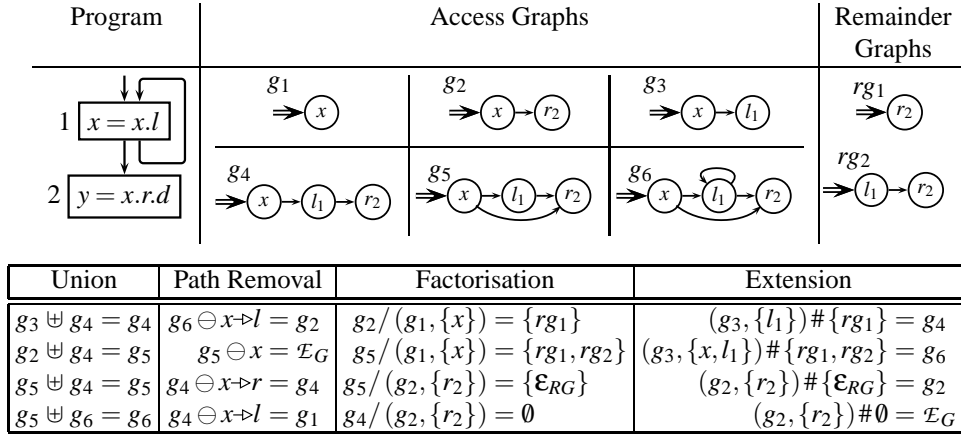 Program Access Graphs Remainder Graphs
1 x = x.l
2 y = x.r.d
g1 x
g2 x r2
g3 x l1
rg1 r2
g4 x l1 r2
g5 x l1 r2
g6 x l1 r2
rg2 l1 r2
Union Path Removal Factorisation Extension
g3 ⊎ g4 = g4 g6 ⊖ x→l = g2 g2/(g1,{x}) = {rg1} (g3,{l1})#{rg1} = g4
g2 ⊎ g4 = g5 g5 ⊖ x = ℰG g5/(g1,{x}) = {rg1,rg2} (g3,{x,l1})#{rg1,rg2} = g6
g5 ⊎ g4 = g5 g4 ⊖ x→r = g4 g5/(g2,{r2}) = {εRG} (g2,{r2})#{εRG} = g2
g5 ⊎ g6 = g6 g4 ⊖ x→l = g1 g4/(g2,{r2}) = ∅ (g2,{r2})#∅ = ℰG